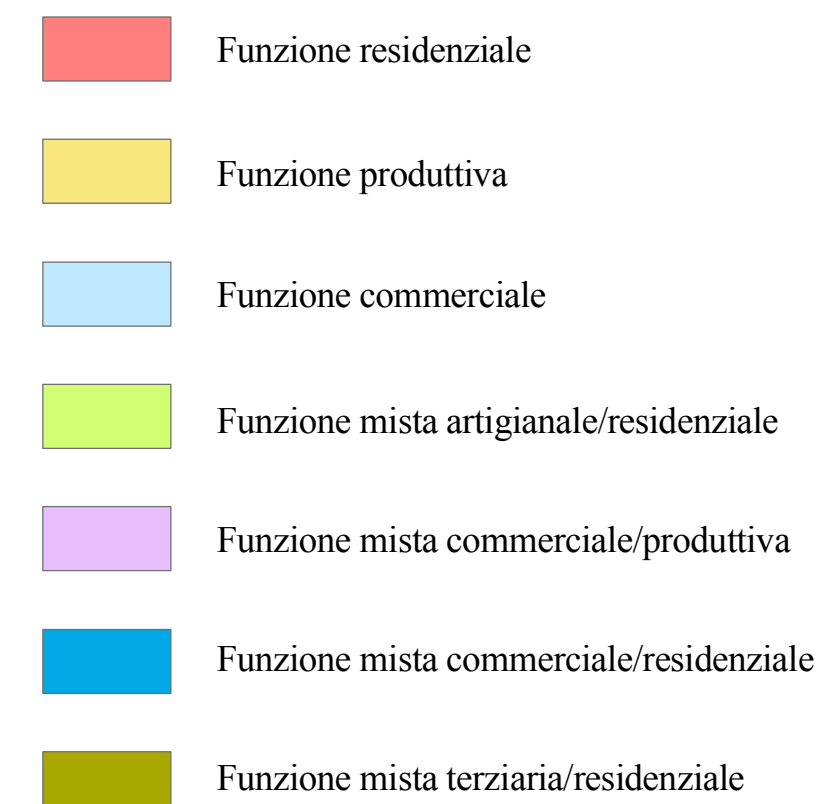 Funzione residenziale
Funzione produttiva
Funzione commerciale
Funzione mista artigianale/residenziale
Funzione mista commerciale/produttiva
Funzione mista commerciale/residenziale
Funzione mista terziaria/residenziale